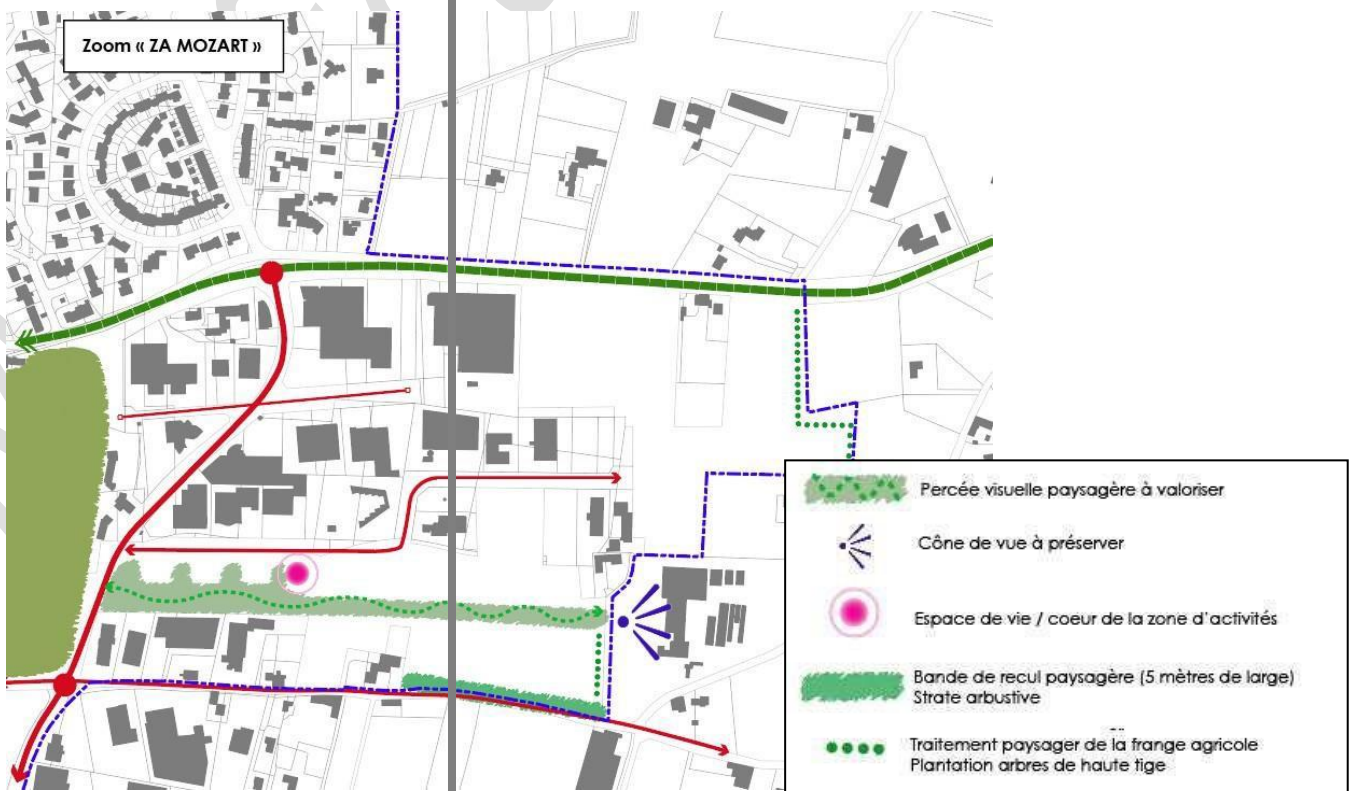 Zoom « ZA MOZART »
Percée visuelle paysagère à valoriser
Cône de vue à préserver
Espace de vie / coeur de la zone d'activités
Bande de recul paysagère (5 mètres de large)
Strate arbustive
Traitement paysager de la frange agricole
Plantation arbres de haute tige